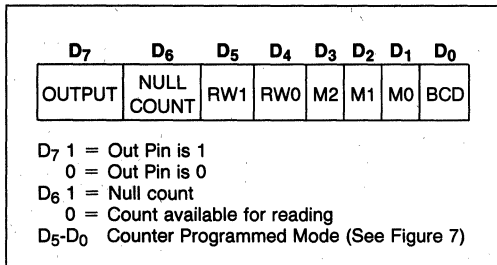 D7 D6 D5 D4 D3 D2 D1 D0
OUTPUT NULL COUNT RW1 RW0 M2 M1 M0 BCD
D7 1 = Out Pin is 1
0 = Out Pin is 0
D6 1 = Null count
0 = Count available for reading
D5-D0 Counter Programmed Mode (See Figure 7)